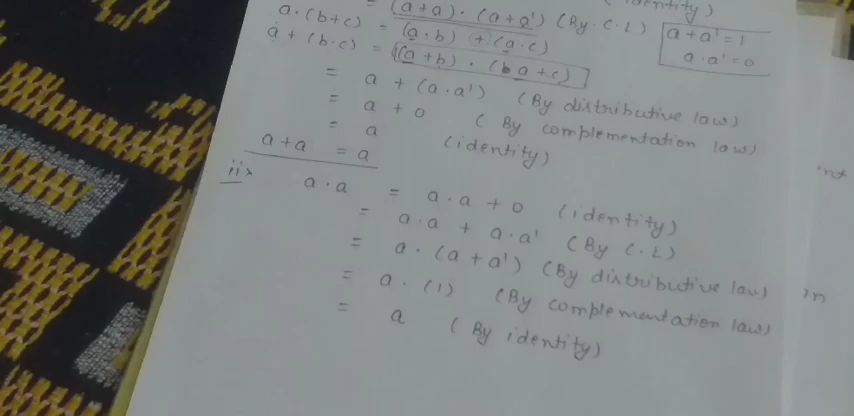 identity)
= (a+a) · (a+a') (By C.L)
a+a'=1
a·a'=0
a·(b+c) = (a·b) + (a·c)
a+(b·c) = (a+b) · (b a+c)
= a + (a·a') (By distributive law)
= a + 0 (By complementation law)
= a (identity)
a+a = a
ii> a·a = a·a + 0 (identity)
= a·a + a·a' (By C.L)
= a·(a+a') (By distributive law)
= a·(1) (By complementation law)
= a (By identity)